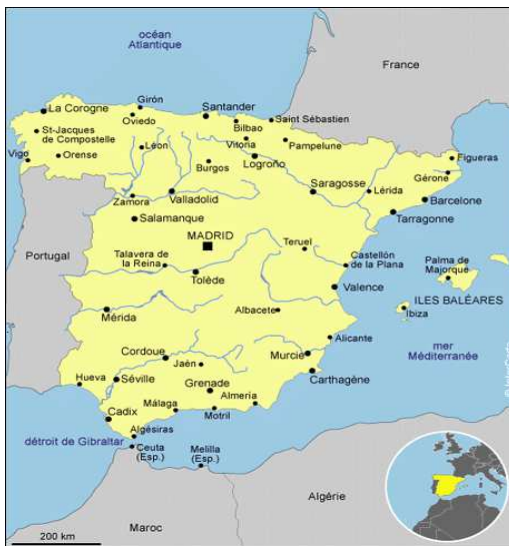 océan
Atlantique
France
La Corogne
Girón
Oviedo
Santander
Saint Sébastien
Bilbao
St-Jacques
de Compostelle
Léon
Vitoria
Pampelune
Vigo
Orense
Burgos
Logroño
Figueras
Gérone
Zamora
Valladolid
Saragosse
Lérida
Barcelone
Salamanque
Tarragonne
Portugal
MADRID
Teruel
Talavera de
la Reina
Castellón
de la Plana
Palma de
Majorque
Tolède
Valence
ILES BALÉARES
Ibiza
Mérida
Albacete
mer
Méditerranée
Alicante
Cordoue
Jaén
Murcie
Hueva
Séville
Grenade
Carthagène
Almería
Málaga
Motril
Cadix
détroit de Gibraltar
Algésiras
Ceuta
(Esp.)
Melilla
(Esp.)
Algérie
Maroc
200 km